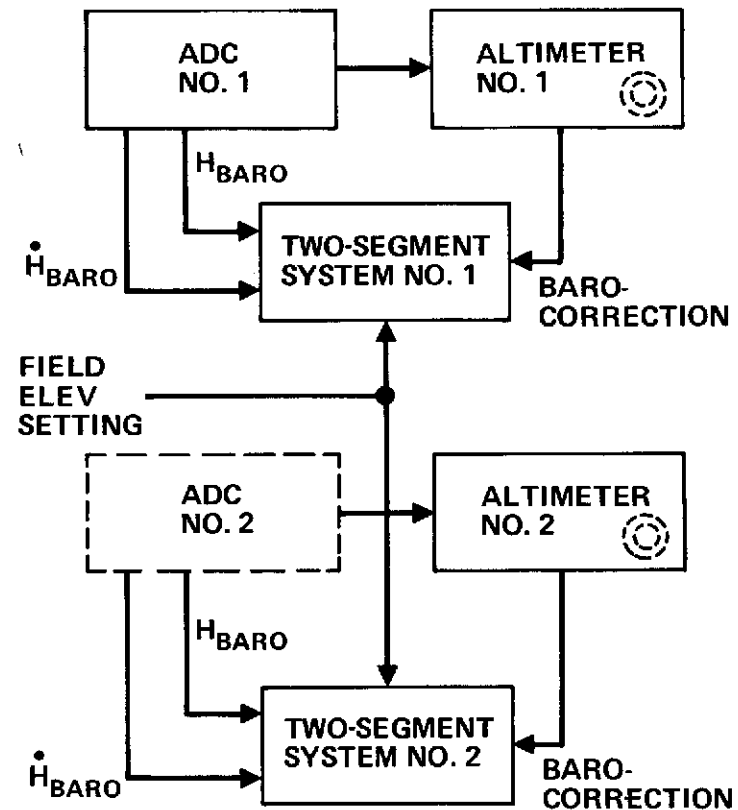 ADC
NO. 1
ALTIMETER
NO. 1
H_BARO
Ḣ_BARO
TWO-SEGMENT
SYSTEM NO. 1
BARO-
CORRECTION
FIELD
ELEV
SETTING
ADC
NO. 2
ALTIMETER
NO. 2
H_BARO
Ḣ_BARO
TWO-SEGMENT
SYSTEM NO. 2
BARO-
CORRECTION